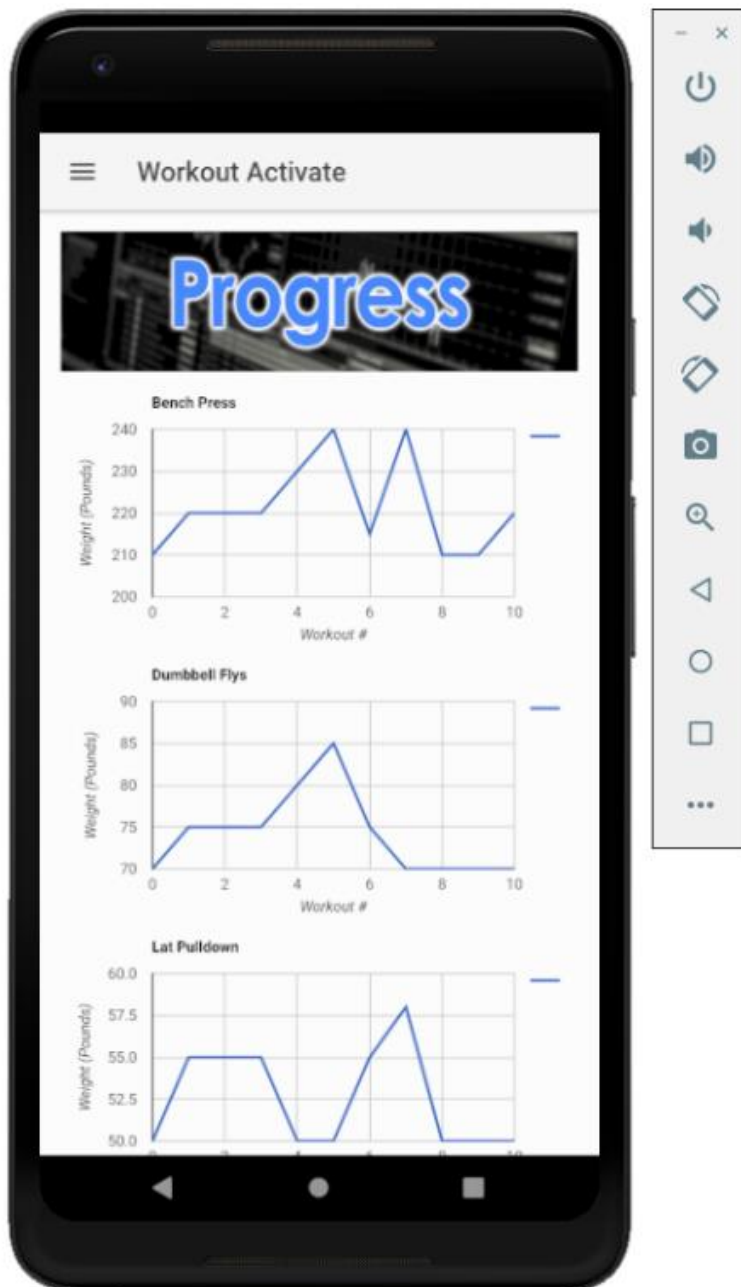 Workout Activate
Progress
Bench Press
240
230
220
210
200
Weight (Pounds)
0 2 4 6 8 10
Workout #
Dumbbell Flys
90
85
80
75
70
Weight (Pounds)
0 2 4 6 8 10
Workout #
Lat Pulldown
60.0
57.5
55.0
52.5
50.0
Weight (Pounds)